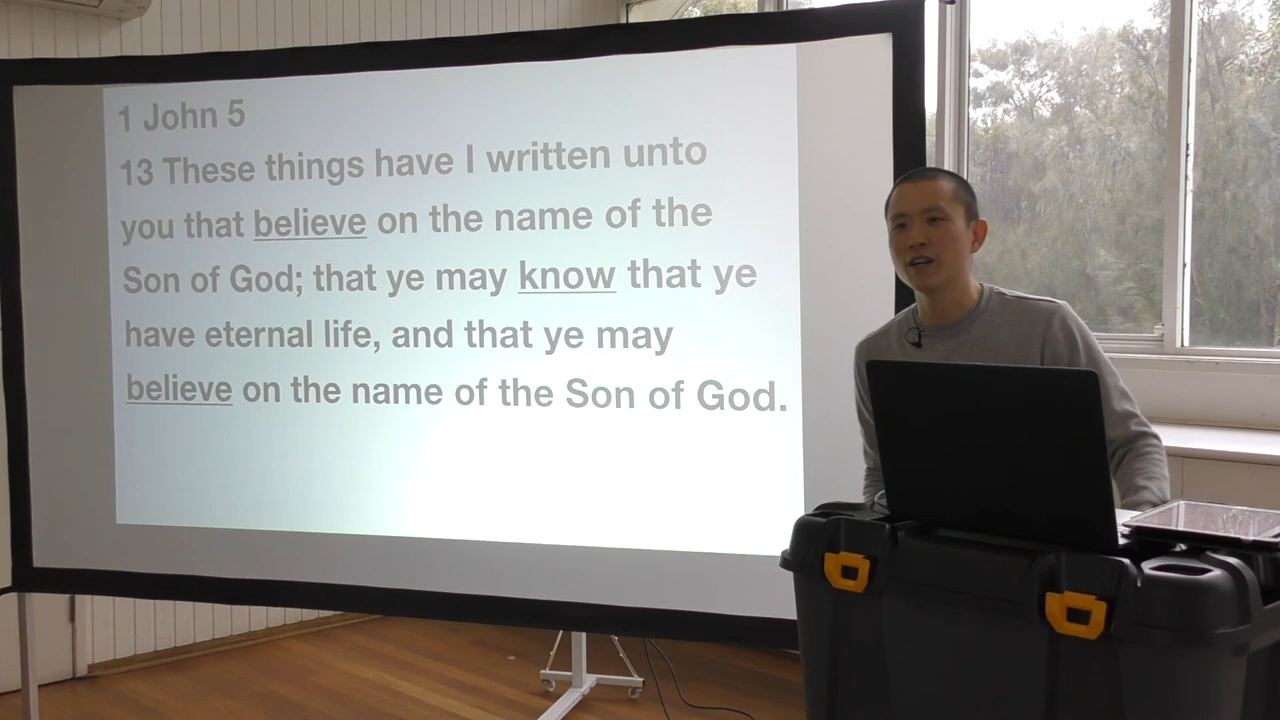 1 John 5
13 These things have I written unto
you that believe on the name of the
Son of God; that ye may know that ye
have eternal life, and that ye may
believe on the name of the Son of God.